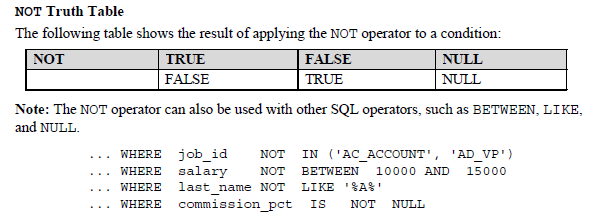 NOT Truth Table
The following table shows the result of applying the NOT operator to a condition:
NOT TRUE FALSE NULL
FALSE TRUE NULL
Note: The NOT operator can also be used with other SQL operators, such as BETWEEN, LIKE,
and NULL.
... WHERE job_id NOT IN ('AC_ACCOUNT', 'AD_VP')
... WHERE salary NOT BETWEEN 10000 AND 15000
... WHERE last_name NOT LIKE '%A%'
... WHERE commission_pct IS NOT NULL